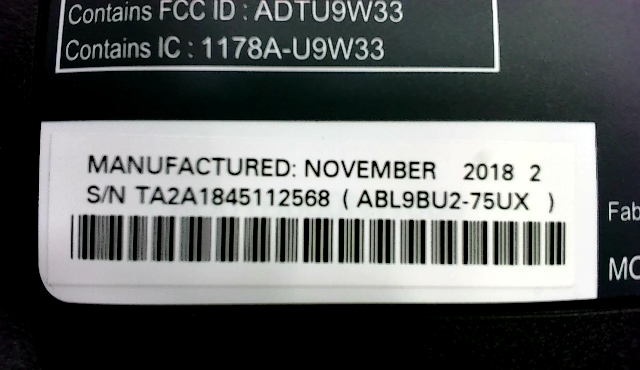 Contains FCC ID : ADTU9W33
Contains IC : 1178A-U9W33
MANUFACTURED: NOVEMBER 2018 2
S/N TA2A1845112568 ( ABL9BU2-75UX )